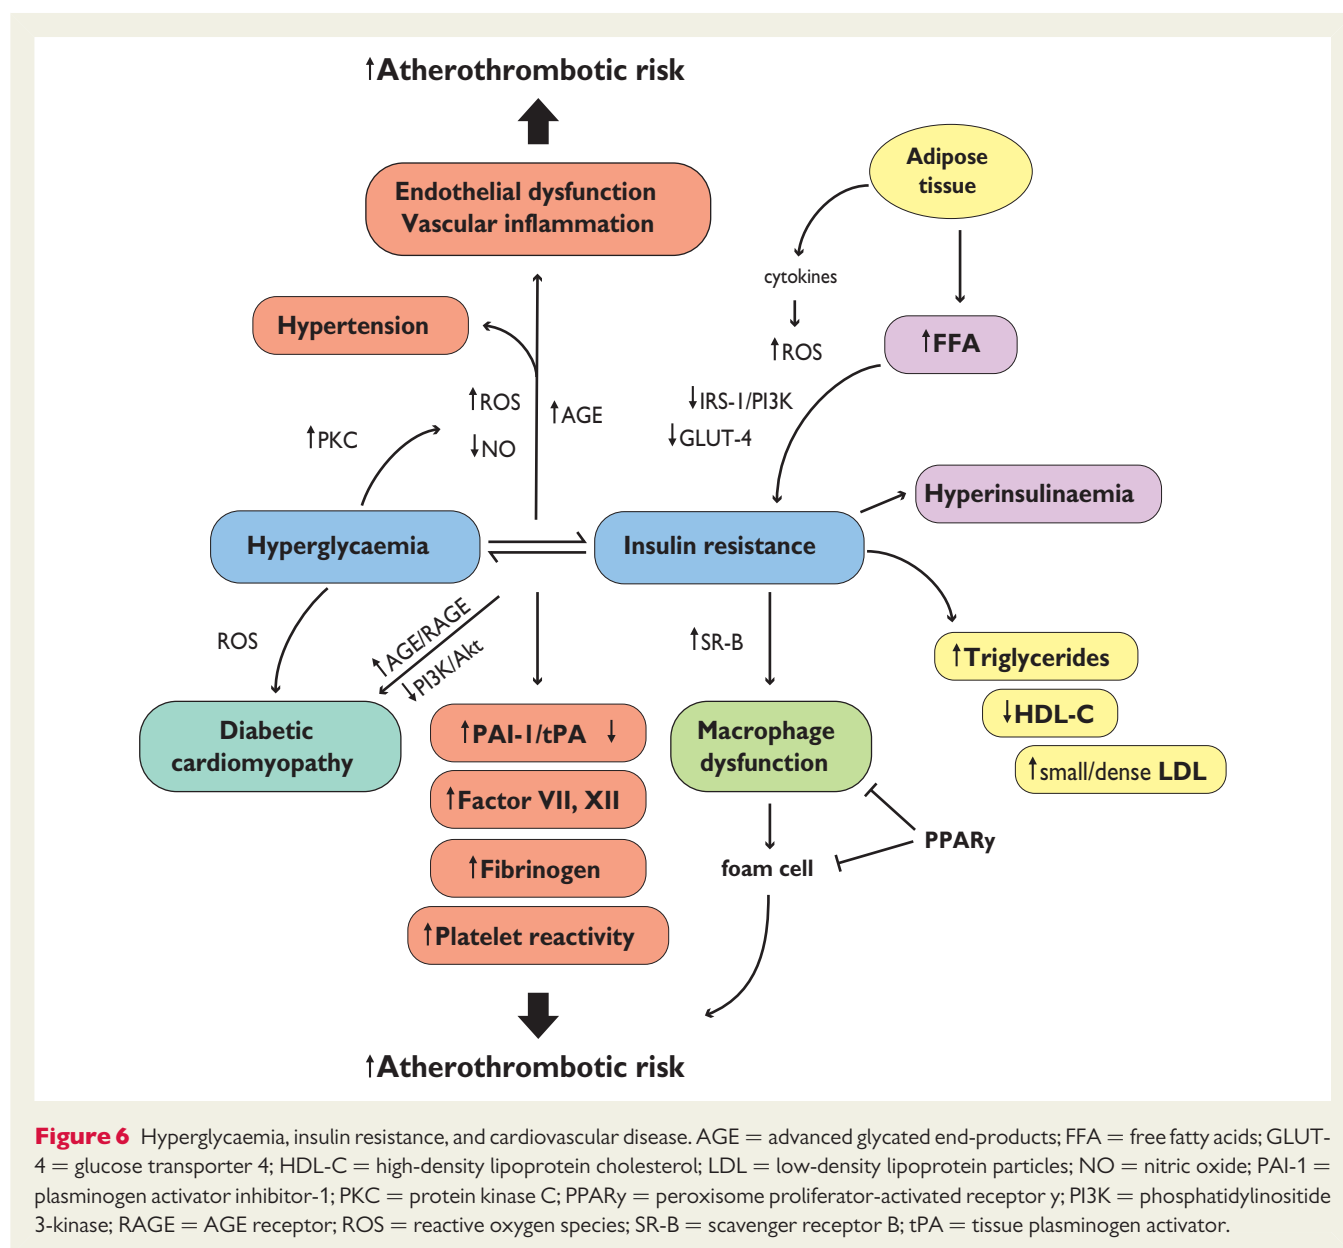 ↑Atherothrombotic risk
Adipose
tissue
Endothelial dysfunction
Vascular inflammation
cytokines
Hypertension
↑ROS
↑FFA
↑ROS
↓IRS-1/PI3K
↑AGE
↑PKC
↓NO
↓GLUT-4
Hyperinsulinaemia
Hyperglycaemia
Insulin resistance
ROS
↑AGE/RAGE
↓PI3K/Akt
↑SR-B
↑Triglycerides
↓HDL-C
↑small/dense LDL
Diabetic
cardiomyopathy
↑PAI-1/tPA ↓
Macrophage
dysfunction
↑Factor VII, XII
PPARy
↑Fibrinogen
foam cell
↑Platelet reactivity
↑Atherothrombotic risk
Figure 6 Hyperglycaemia, insulin resistance, and cardiovascular disease. AGE = advanced glycated end-products; FFA = free fatty acids; GLUT-
4 = glucose transporter 4; HDL-C = high-density lipoprotein cholesterol; LDL = low-density lipoprotein particles; NO = nitric oxide; PAI-1 =
plasminogen activator inhibitor-1; PKC = protein kinase C; PPARy = peroxisome proliferator-activated receptor y; PI3K = phosphatidylinositide
3-kinase; RAGE = AGE receptor; ROS = reactive oxygen species; SR-B = scavenger receptor B; tPA = tissue plasminogen activator.